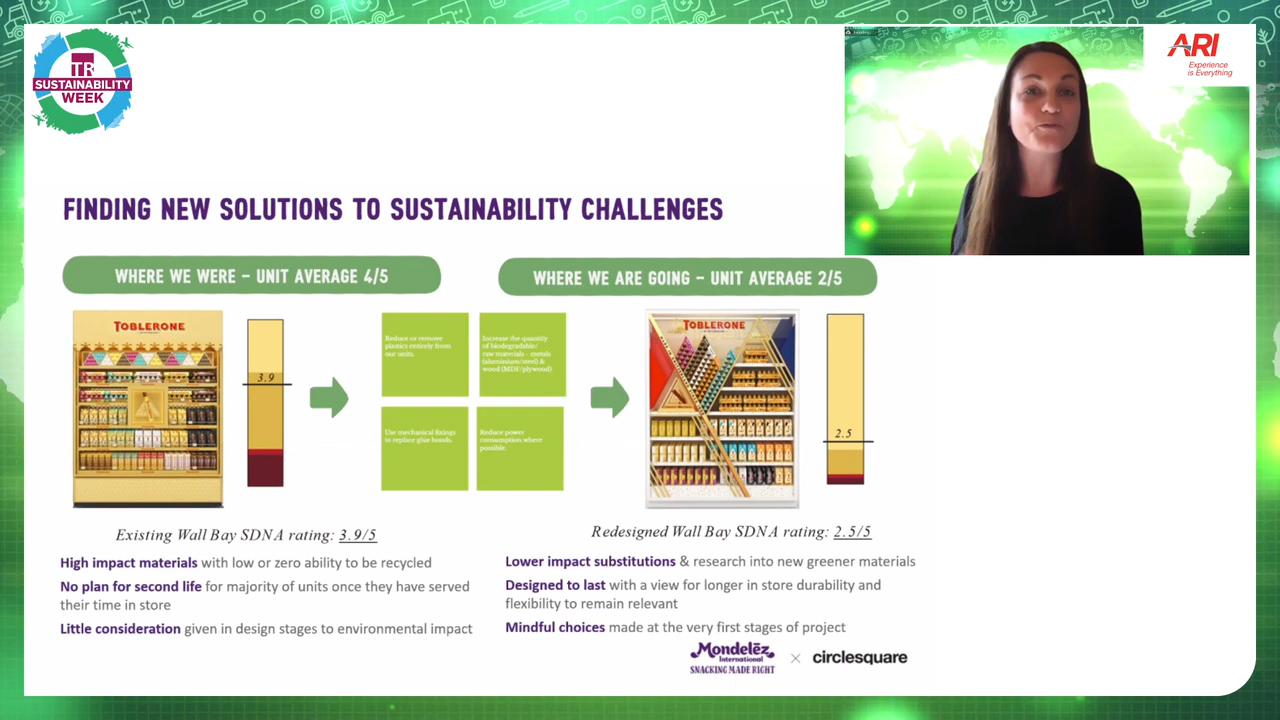 TR
SUSTAINABILITY
WEEK
ARI
Experience
is Everything
FINDING NEW SOLUTIONS TO SUSTAINABILITY CHALLENGES
WHERE WE WERE – UNIT AVERAGE 4/5
WHERE WE ARE GOING – UNIT AVERAGE 2/5
TOBLERONE
3.9
Reduce or remove
plastics entirely from
our units.
Increase the quantity
of biodegradable/
raw materials - metals
(aluminium/steel) &
wood (MDF/plywood)
Use mechanical fixings
to replace glue bonds.
Reduce power
consumption where
possible.
TOBLERONE
2.5
Existing Wall Bay SDNA rating: 3.9/5
High impact materials with low or zero ability to be recycled
No plan for second life for majority of units once they have served
their time in store
Little consideration given in design stages to environmental impact
Redesigned Wall Bay SDNA rating: 2.5/5
Lower impact substitutions & research into new greener materials
Designed to last with a view for longer in store durability and
flexibility to remain relevant
Mindful choices made at the very first stages of project
Mondelēz
International
SNACKING MADE RIGHT
× circlesquare